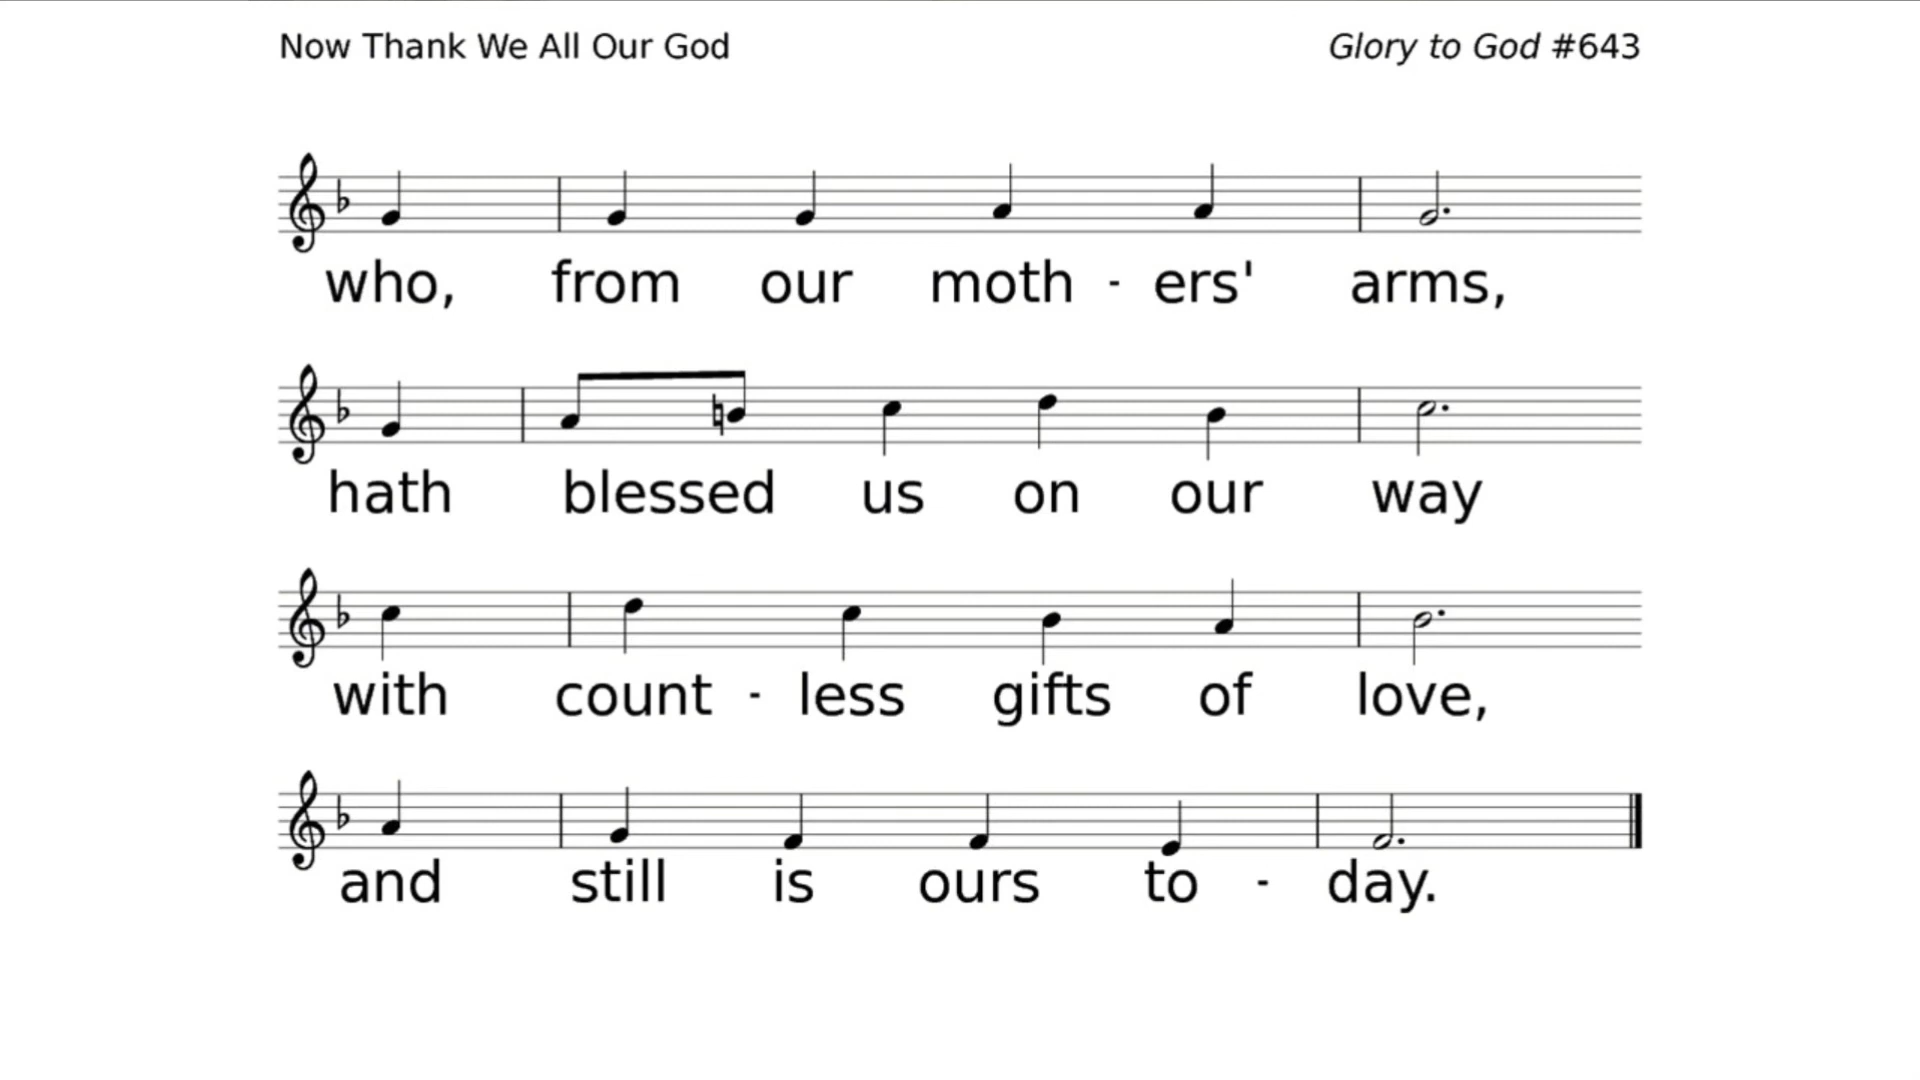 Now Thank We All Our God
Glory to God #643
who, from our moth - ers' arms,
hath blessed us on our way
with count - less gifts of love,
and still is ours to - day.